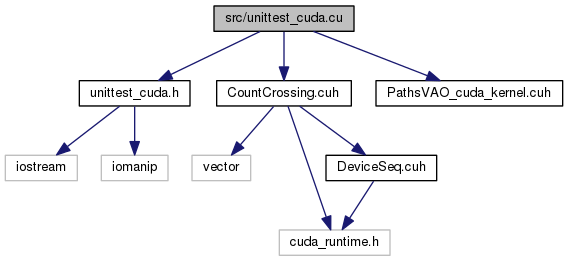 src/unittest_cuda.cu
unittest_cuda.h
CountCrossing.cuh
PathsVAO_cuda_kernel.cuh
iostream
iomanip
vector
DeviceSeq.cuh
cuda_runtime.h